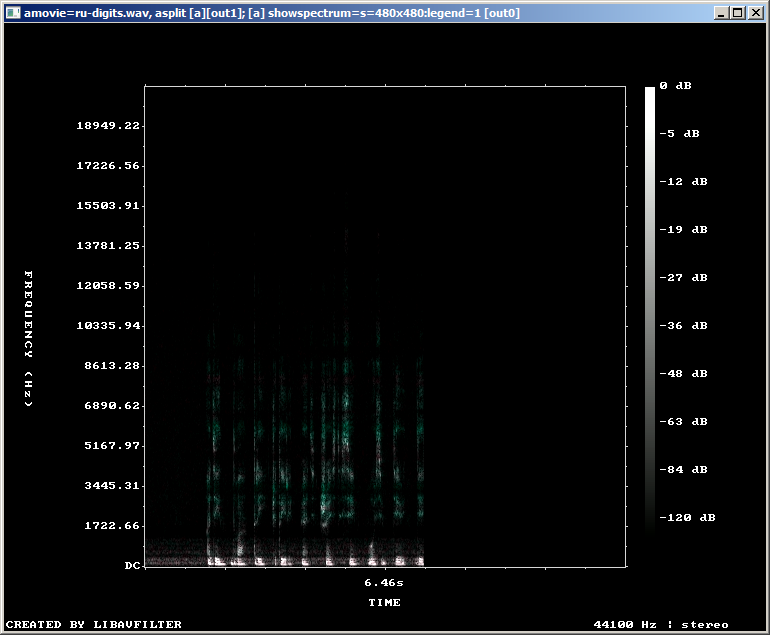 amovie=ru-digits.wav, asplit [a][out1]; [a] showspectrum=s=480x480:legend=1 [out0]
0 dB
-5 dB
-12 dB
-19 dB
-27 dB
-36 dB
-48 dB
-63 dB
-84 dB
-120 dB
18949.22
17226.56
15503.91
13781.25
12058.59
10335.94
8613.28
6890.62
5167.97
3445.31
1722.66
DC
FREQUENCY (Hz)
6.46s
TIME
CREATED BY LIBAVFILTER
44100 Hz | stereo